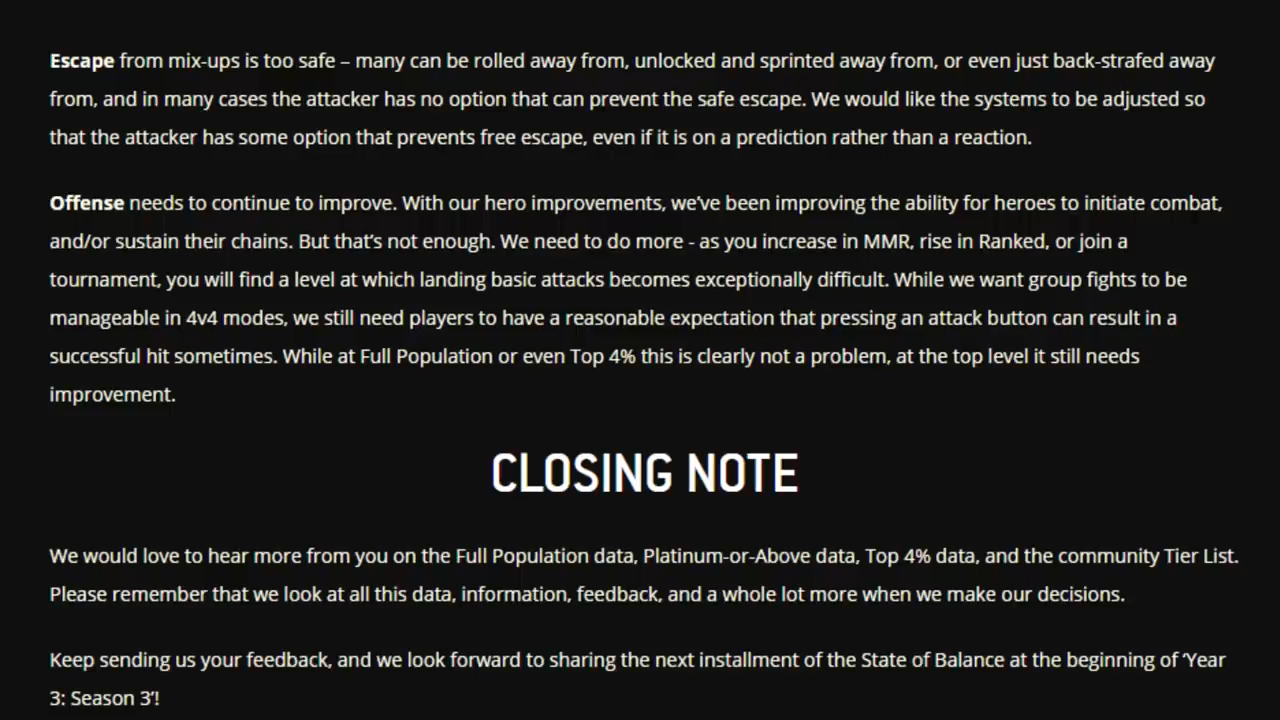 Escape from mix-ups is too safe – many can be rolled away from, unlocked and sprinted away from, or even just back-strafed away
from, and in many cases the attacker has no option that can prevent the safe escape. We would like the systems to be adjusted so
that the attacker has some option that prevents free escape, even if it is on a prediction rather than a reaction.
Offense needs to continue to improve. With our hero improvements, we've been improving the ability for heroes to initiate combat,
and/or sustain their chains. But that's not enough. We need to do more - as you increase in MMR, rise in Ranked, or join a
tournament, you will find a level at which landing basic attacks becomes exceptionally difficult. While we want group fights to be
manageable in 4v4 modes, we still need players to have a reasonable expectation that pressing an attack button can result in a
successful hit sometimes. While at Full Population or even Top 4% this is clearly not a problem, at the top level it still needs
improvement.
CLOSING NOTE
We would love to hear more from you on the Full Population data, Platinum-or-Above data, Top 4% data, and the community Tier List.
Please remember that we look at all this data, information, feedback, and a whole lot more when we make our decisions.
Keep sending us your feedback, and we look forward to sharing the next installment of the State of Balance at the beginning of 'Year
3: Season 3'!